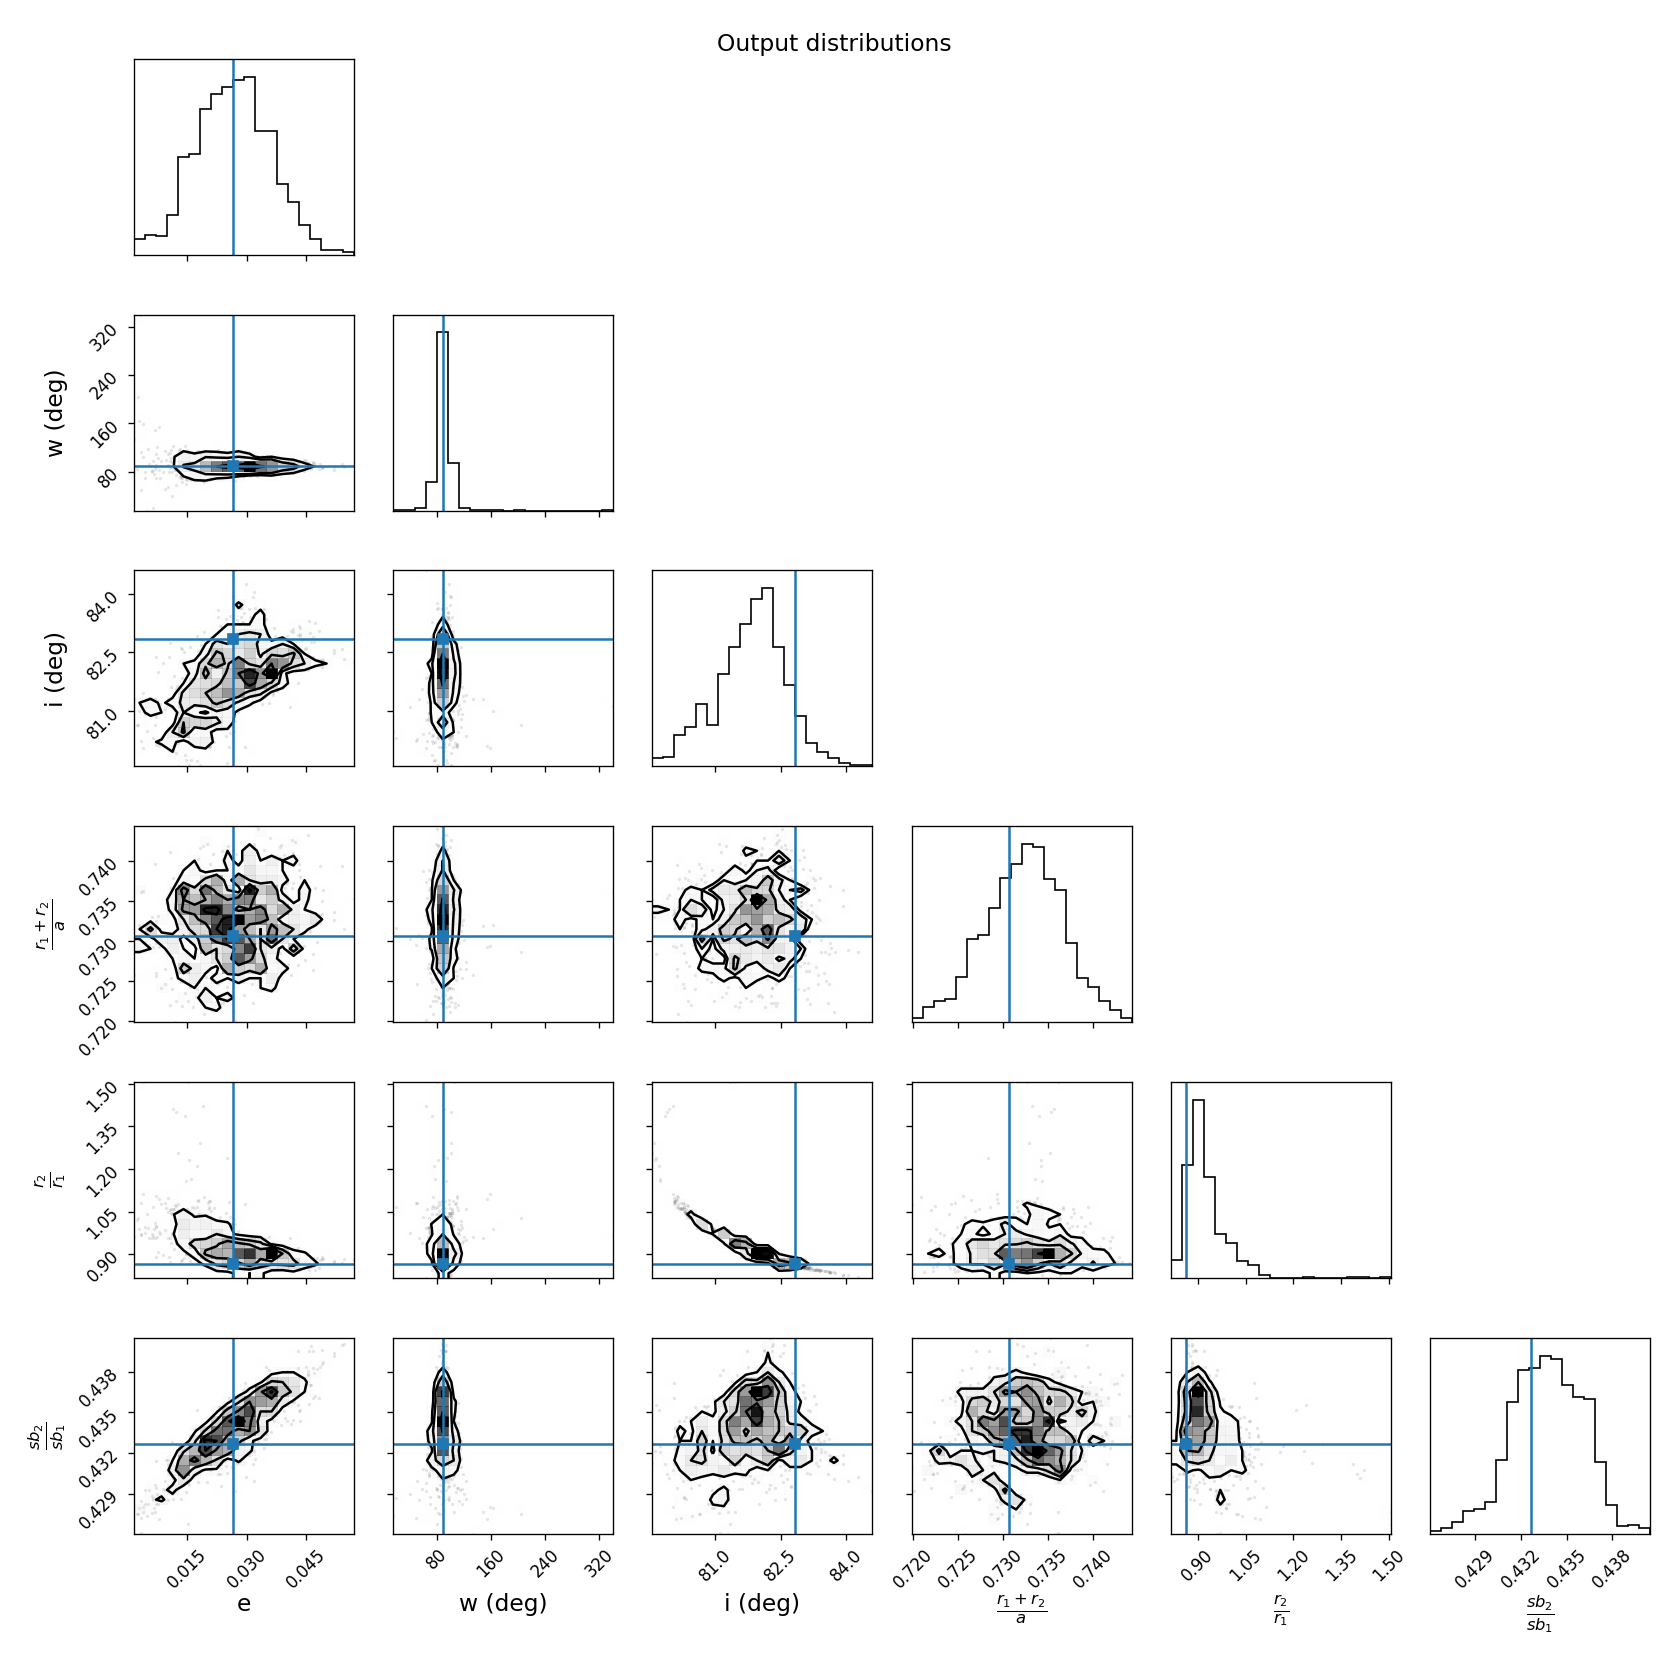 Output distributions
w (deg)
320
240
160
80
i (deg)
84.0
82.5
81.0
r₁ + r₂
a
0.740
0.735
0.730
0.725
0.720
r₂
r₁
1.50
1.35
1.20
1.05
0.90
sb₂
sb₁
0.438
0.435
0.432
0.429
0.015 0.030 0.045
80 160 240 320
81.0 82.5 84.0
0.720 0.725 0.730 0.735 0.740
0.90 1.05 1.20 1.35 1.50
0.429 0.432 0.435 0.438
e
w (deg)
i (deg)
r₁ + r₂
a
r₂
r₁
sb₂
sb₁